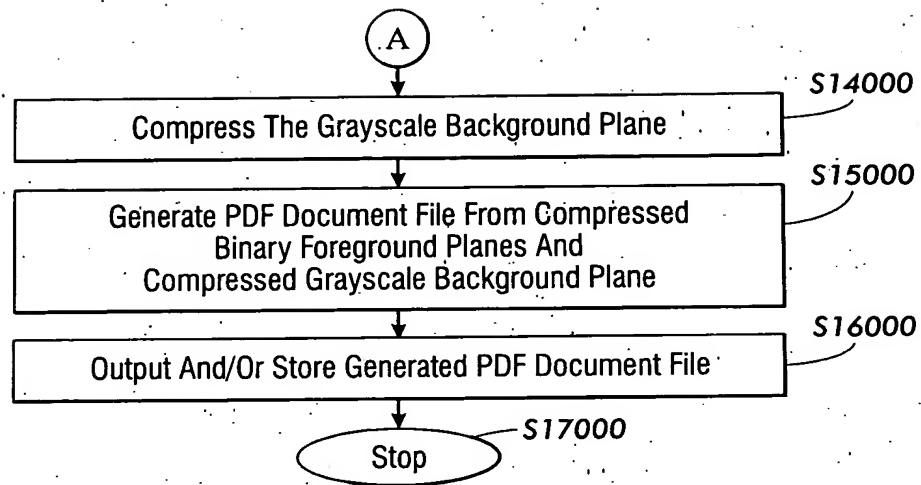 A
S14000
Compress The Grayscale Background Plane
S15000
Generate PDF Document File From Compressed
Binary Foreground Planes And
Compressed Grayscale Background Plane
S16000
Output And/Or Store Generated PDF Document File
S17000
Stop